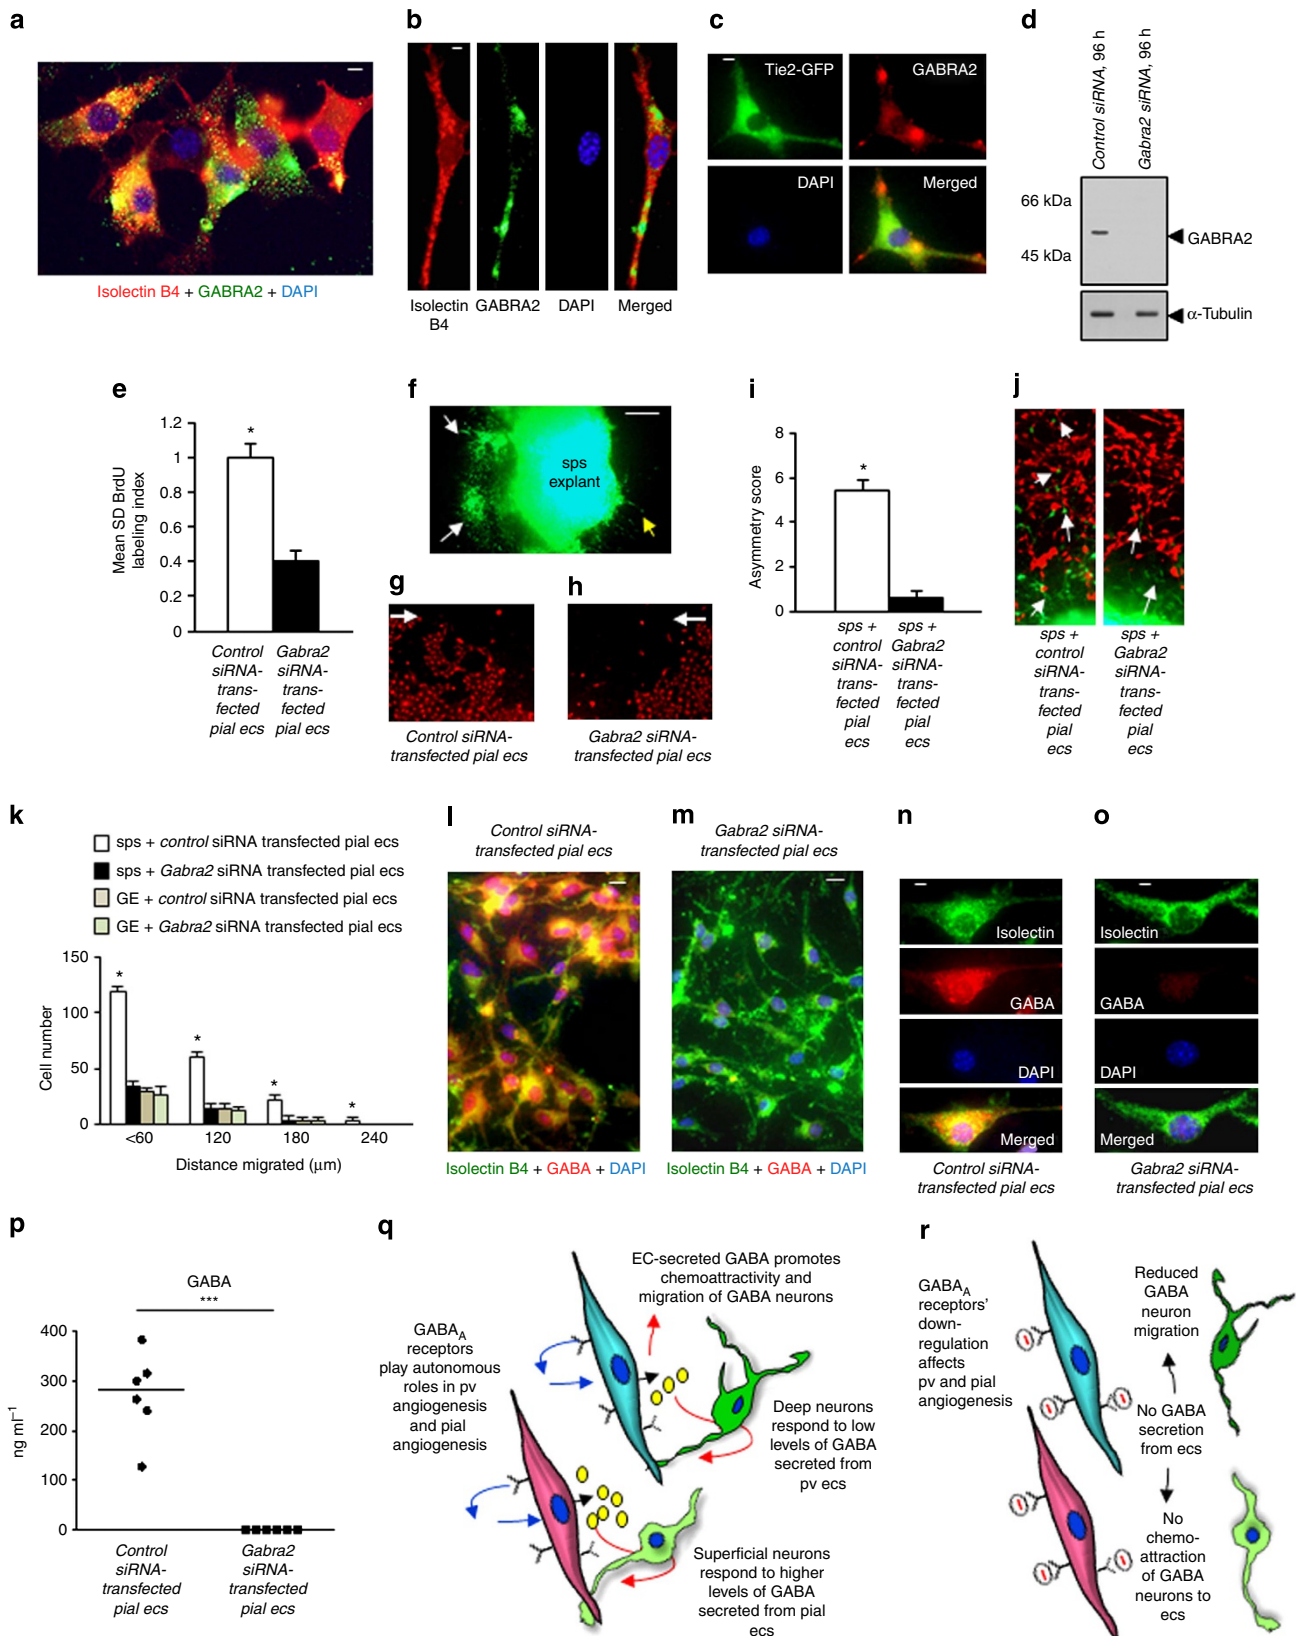 a
Isolectin B4 + GABRA2 + DAPI
b
Isolectin B4
GABRA2
DAPI
Merged
c
Tie2-GFP
GABRA2
DAPI
Merged
d
Control siRNA, 96 h
Gabra2 siRNA, 96 h
66 kDa
45 kDa
GABRA2
α-Tubulin
e
Mean SD BrdU
labeling index
1.2
1
0.8
0.6
0.4
0.2
0
*
Control
siRNA-
trans-
fected
pial ecs
Gabra2
siRNA-
trans-
fected
pial ecs
f
sps
explant
g
Control siRNA-
transfected pial ecs
h
Gabra2 siRNA-
transfected pial ecs
i
Asymmetry score
8
6
4
2
0
*
sps +
control
siRNA-
trans-
fected
pial
ecs
sps +
Gabra2
siRNA-
trans-
fected
pial
ecs
j
sps +
control
siRNA-
trans-
fected
pial
ecs
sps +
Gabra2
siRNA-
trans-
fected
pial
ecs
k
sps + control siRNA transfected pial ecs
sps + Gabra2 siRNA transfected pial ecs
GE + control siRNA transfected pial ecs
GE + Gabra2 siRNA transfected pial ecs
Cell number
150
100
50
0
*
*
*
*
<60
120
180
240
Distance migrated (μm)
l
Control siRNA-
transfected pial ecs
Isolectin B4 + GABA + DAPI
m
Gabra2 siRNA-
transfected pial ecs
Isolectin B4 + GABA + DAPI
n
Isolectin
GABA
DAPI
Merged
Control siRNA-
transfected pial ecs
o
Isolectin
GABA
DAPI
Merged
Gabra2 siRNA-
transfected pial ecs
p
GABA
***
ng ml–1
400
300
200
100
0
Control
siRNA-
transfected
pial ecs
Gabra2
siRNA-
transfected
pial ecs
q
GABAA
receptors
play autonomous
roles in pv
angiogenesis
and pial
angiogenesis
EC-secreted GABA promotes
chemoattractivity and
migration of GABA neurons
Deep neurons
respond to low
levels of GABA
secreted from
pv ecs
Superficial neurons
respond to higher
levels of GABA
secreted from pial
ecs
r
GABAA
receptors'
down-
regulation
affects
pv and pial
angiogenesis
Reduced
GABA
neuron
migration
No GABA
secretion
from ecs
No
chemo-
attraction
of GABA
neurons to
ecs